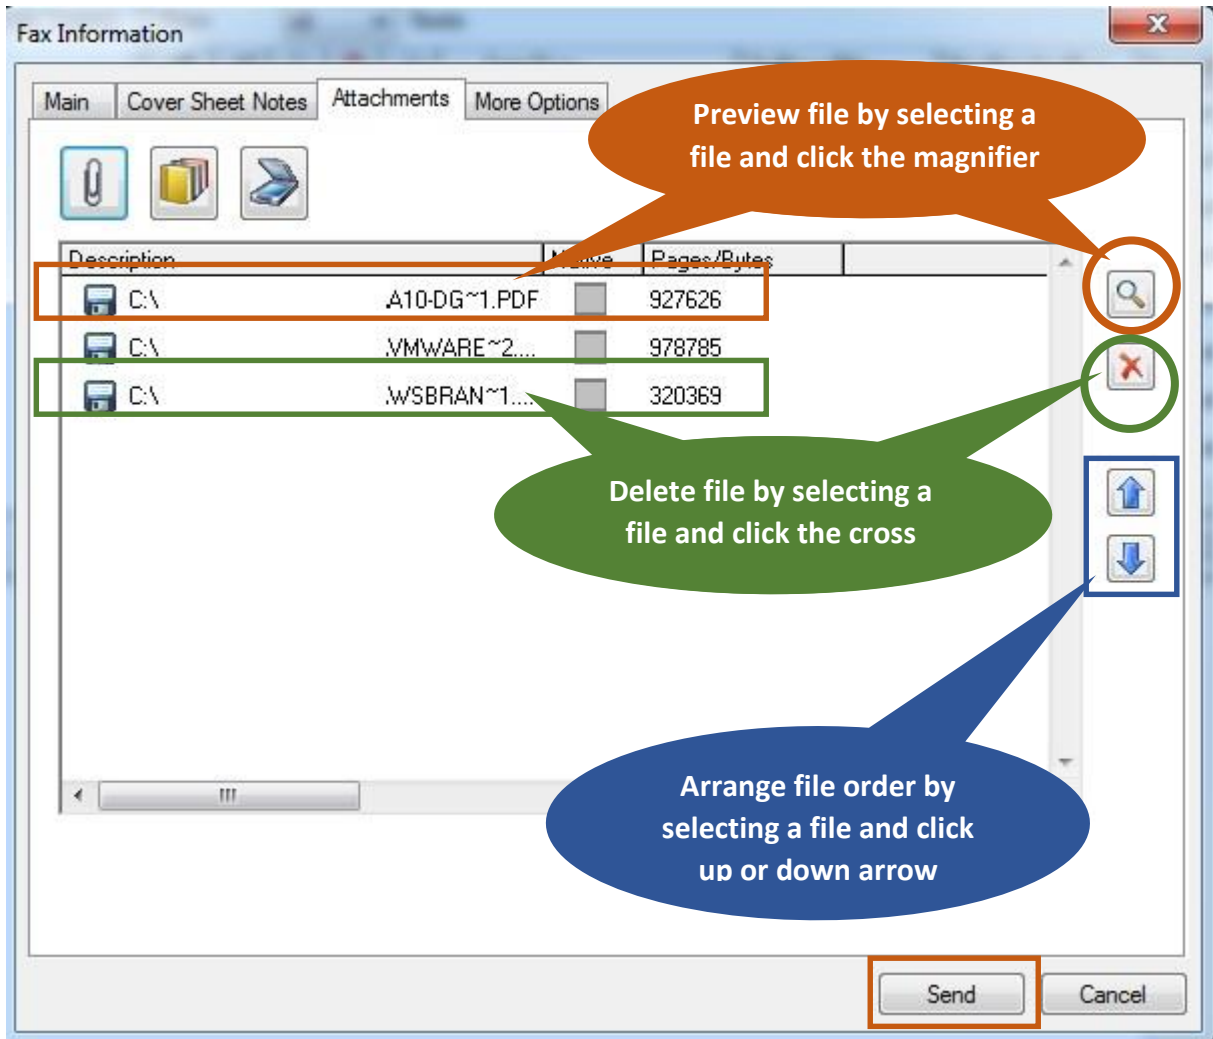 Fax Information
Main Cover Sheet Notes Attachments More Options
Preview file by selecting a
file and click the magnifier
Description Native Pages/Bytes
C:\ .A10-DG~1.PDF 927626
C:\ .VMWARE~2.... 978785
C:\ .WSBRAN~1.... 320369
Delete file by selecting a
file and click the cross
Arrange file order by
selecting a file and click
up or down arrow
Send Cancel